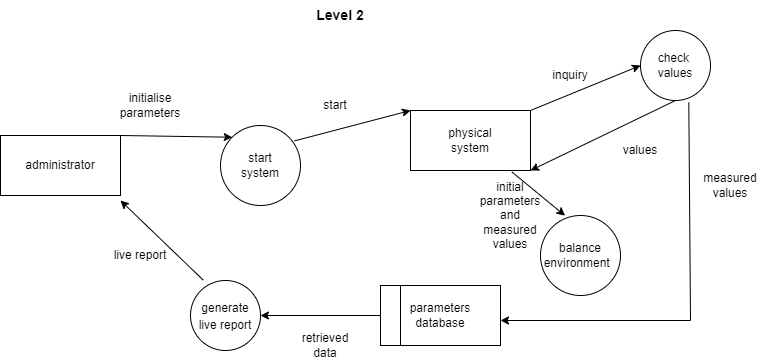 Level 2
check
values
inquiry
initialise
parameters
start
physical
system
values
start
system
administrator
measured
values
initial
parameters
and
measured
values
balance
environment
live report
generate
live report
parameters
database
retrieved
data